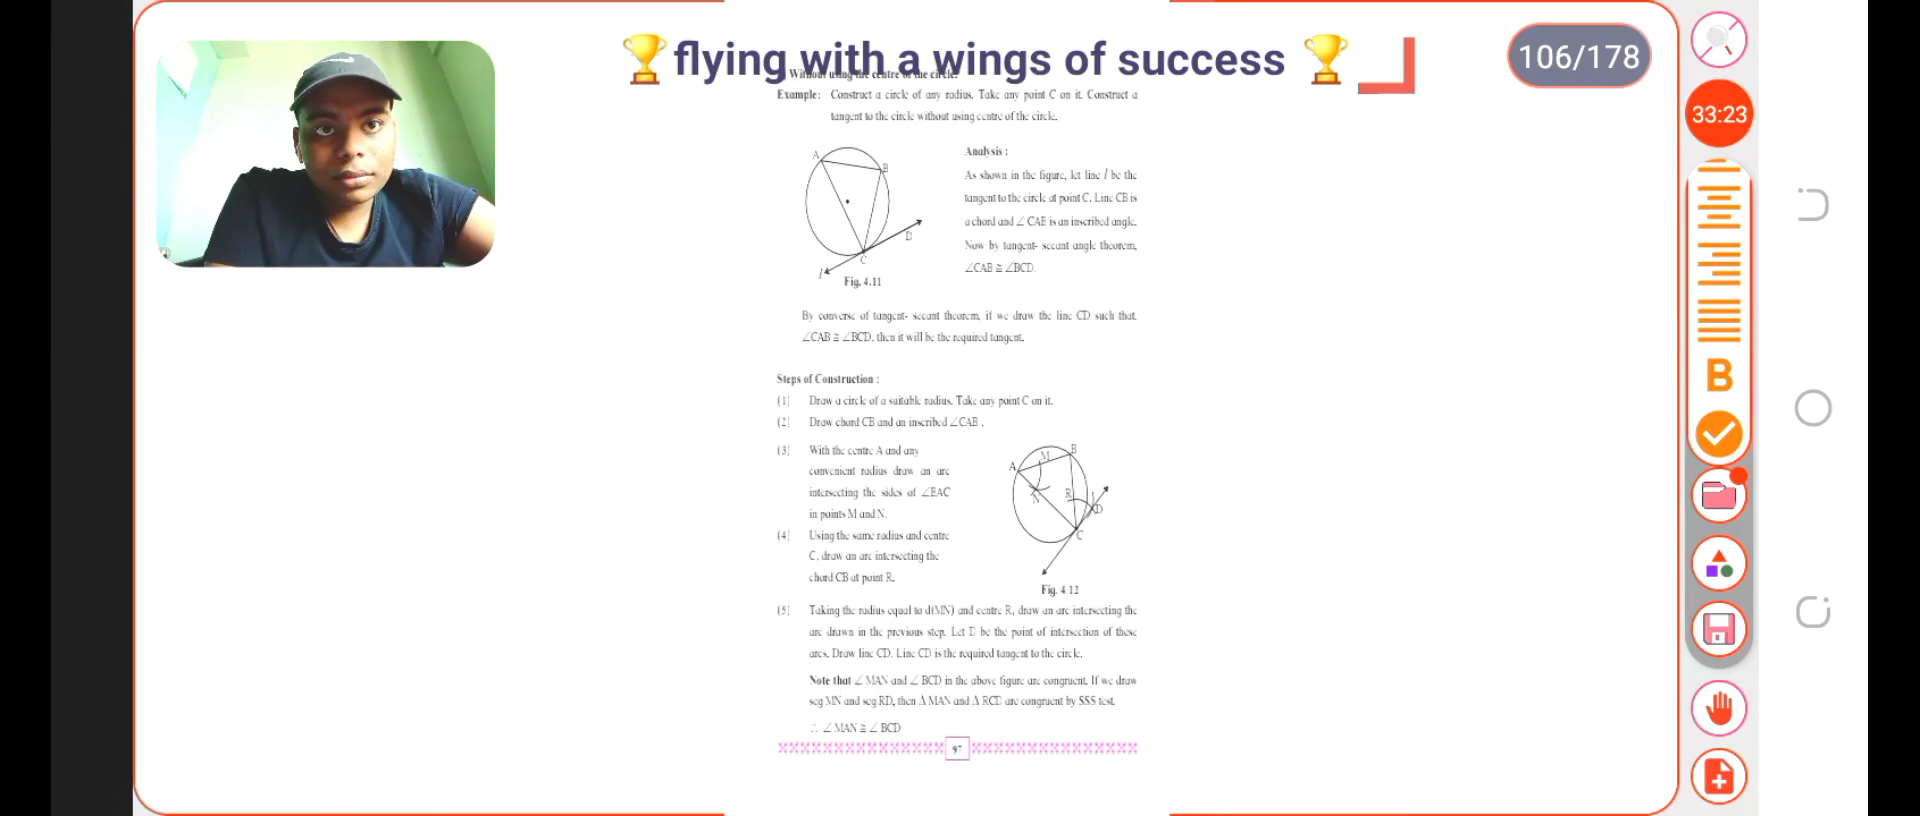 🏆flying with a wings of success 🏆
106/178
33:23
Without using the centre of the circle.
Example: Construct a circle of any radius. Take any point C on it. Construct a
tangent to the circle without using centre of the circle.
A
B
C
D
l
Fig. 4.11
Analysis :
As shown in the figure, let line l be the
tangent to the circle at point C. Line CB is
a chord and ∠ CAB is an inscribed angle.
Now by tangent- secant angle theorem,
∠CAB ≅ ∠BCD.
By converse of tangent- secant theorem, if we draw the line CD such that,
∠CAB ≅ ∠BCD, then it will be the required tangent.
Steps of Construction :
(1) Draw a circle of a suitable radius. Take any point C on it.
(2) Draw chord CB and an inscribed ∠CAB .
(3) With the centre A and any
convenient radius draw an arc
intersecting the sides of ∠BAC
in points M and N.
(4) Using the same radius and centre
C, draw an arc intersecting the
chord CB at point R.
A
M
B
N
R
D
C
Fig. 4.12
(5) Taking the radius equal to d(MN) and centre R, draw an arc intersecting the
arc drawn in the previous step. Let D be the point of intersection of these
arcs. Draw line CD. Line CD is the required tangent to the circle.
Note that ∠ MAN and ∠ BCD in the above figure are congruent. If we draw
seg MN and seg RD, then Δ MAN and Δ RCD are congruent by SSS test.
∴ ∠ MAN ≅ ∠ BCD
97
B